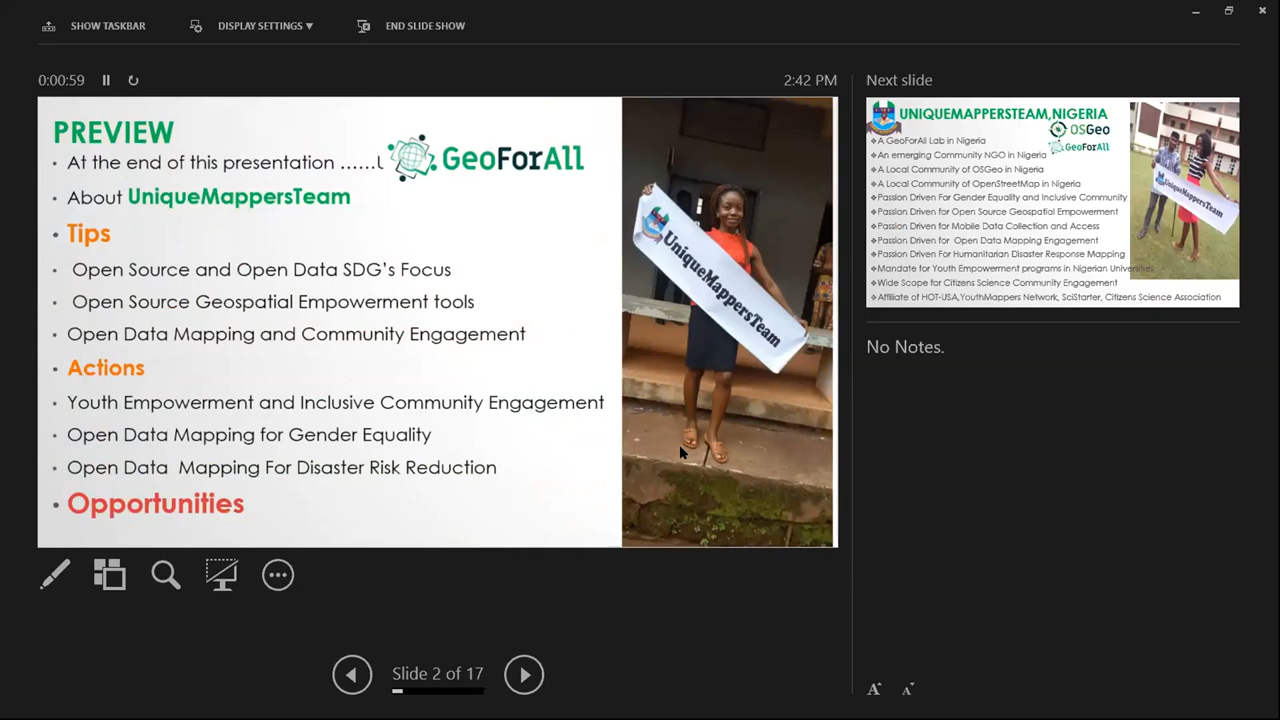 SHOW TASKBAR
DISPLAY SETTINGS ▼
END SLIDE SHOW
0:00:59
2:42 PM
PREVIEW
• At the end of this presentation ......
GeoForAll
• About UniqueMappersTeam
• Tips
• Open Source and Open Data SDG's Focus
• Open Source Geospatial Empowerment tools
• Open Data Mapping and Community Engagement
• Actions
• Youth Empowerment and Inclusive Community Engagement
• Open Data Mapping for Gender Equality
• Open Data Mapping For Disaster Risk Reduction
• Opportunities
UniqueMappersTeam
Slide 2 of 17
Next slide
UNIQUEMAPPERSTEAM,NIGERIA
OSGeo
GeoForAll
❖A GeoForAll Lab in Nigeria
❖An emerging Community NGO in Nigeria
❖A Local Community of OSGeo in Nigeria
❖A Local Community of OpenStreetMap in Nigeria
❖Passion Driven For Gender Equality and Inclusive Community
❖Passion Driven for Open Source Geospatial Empowerment
❖Passion Driven for Mobile Data Collection and Access
❖Passion Driven for Open Data Mapping Engagement
❖Passion Driven For Humanitarian Disaster Response Mapping
❖Mandate for Youth Empowerment programs in Nigerian Universities
❖Wide Scope for Citizens Science Community Engagement
❖Affiliate of HOT-USA,YouthMappers Network, SciStarter, Citizens Science Association
UniqueMappersTeam
No Notes.
A A